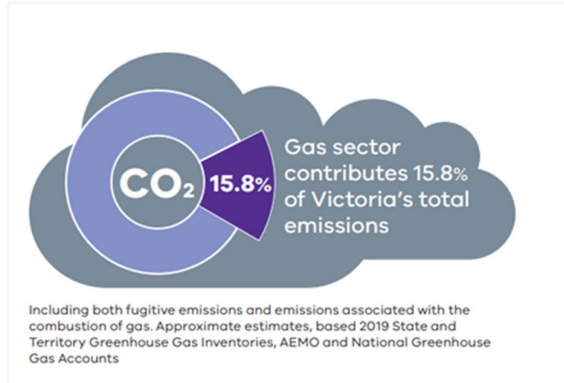 CO₂
15.8%
Gas sector
contributes 15.8%
of Victoria's total
emissions
Including both fugitive emissions and emissions associated with the
combustion of gas. Approximate estimates, based 2019 State and
Territory Greenhouse Gas Inventories, AEMO and National Greenhouse
Gas Accounts